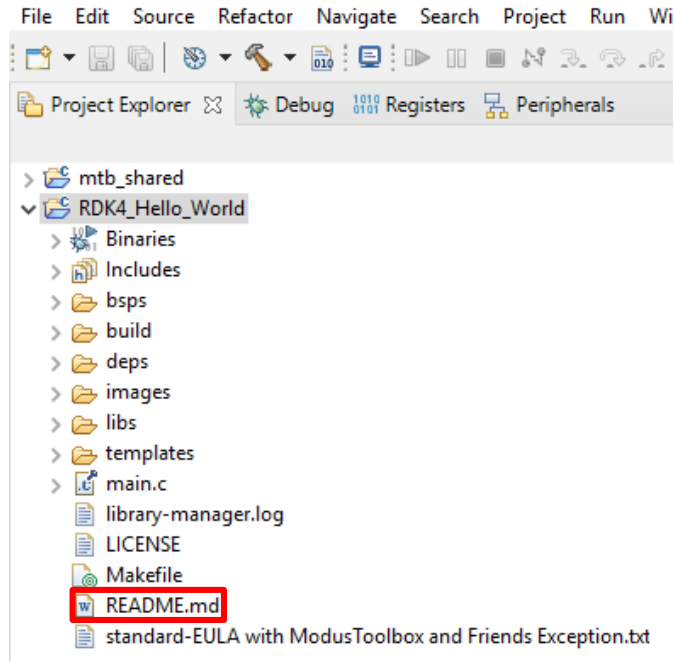 File Edit Source Refactor Navigate Search Project Run Wi
Project Explorer Debug Registers Peripherals
mtb_shared
RDK4_Hello_World
Binaries
Includes
bsps
build
deps
images
libs
templates
main.c
library-manager.log
LICENSE
Makefile
README.md
standard-EULA with ModusToolbox and Friends Exception.txt